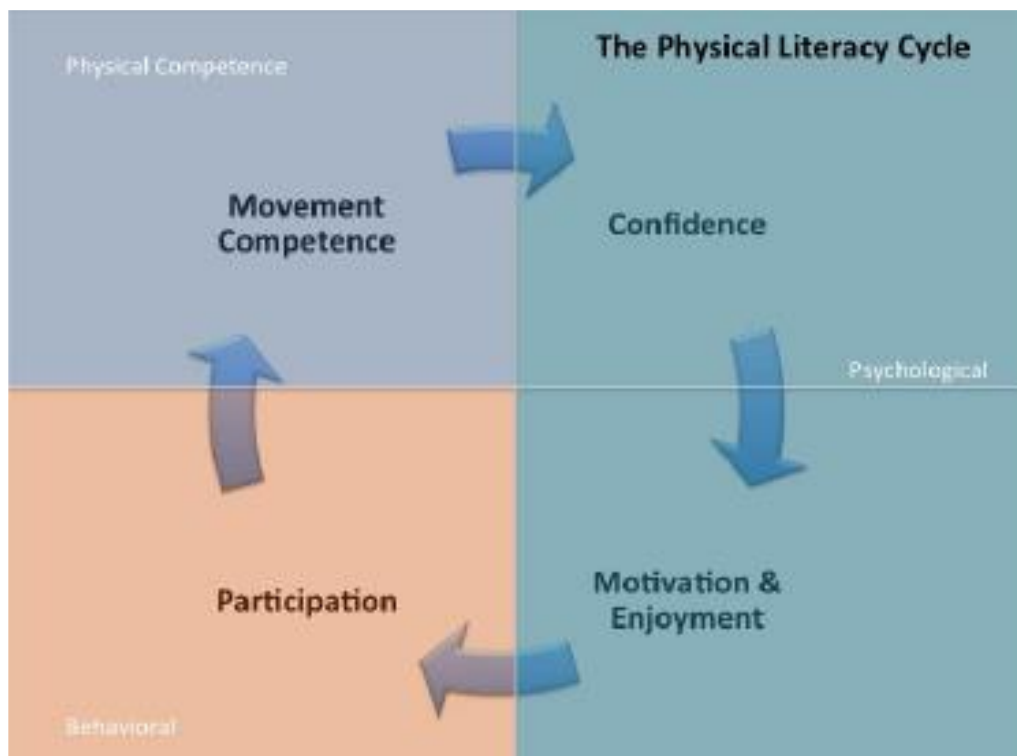 The Physical Literacy Cycle
Physical Competence
Movement
Competence
Confidence
Psychological
Motivation &
Enjoyment
Participation
Behavioral